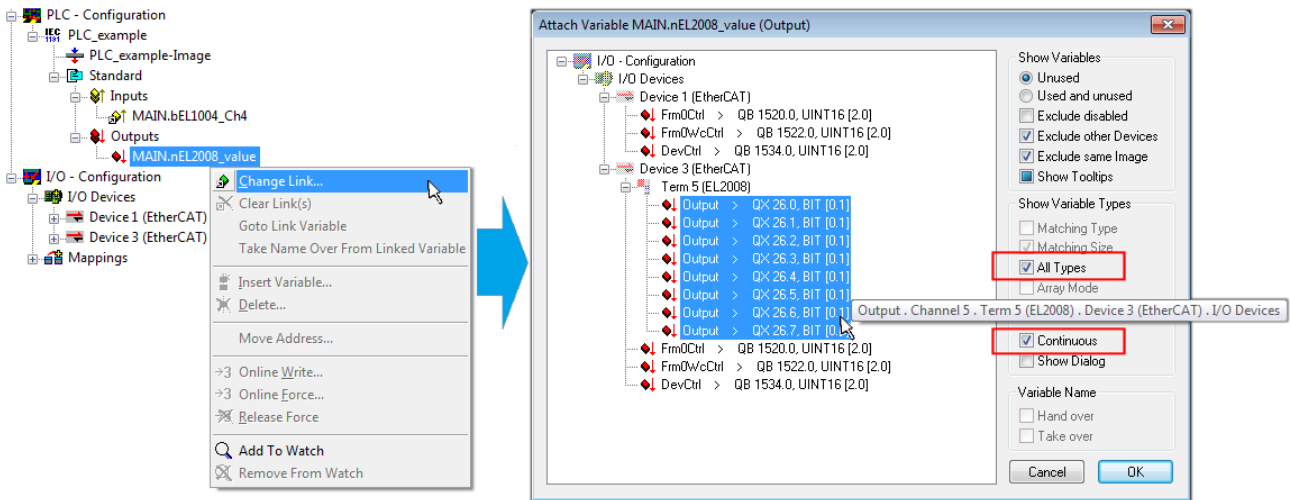 PLC - Configuration
IEC
1131
PLC_example
PLC_example-Image
Standard
Inputs
MAIN.bEL1004_Ch4
Outputs
MAIN.nEL2008_value
I/O - Configuration
I/O Devices
Device 1 (EtherCAT)
Device 3 (EtherCAT)
Mappings
Change Link...
Clear Link(s)
Goto Link Variable
Take Name Over From Linked Variable
Insert Variable...
Delete...
Move Address...
Online Write...
Online Force...
Release Force
Add To Watch
Remove From Watch
Attach Variable MAIN.nEL2008_value (Output)
I/O - Configuration
I/O Devices
Device 1 (EtherCAT)
Frm0Ctrl > QB 1520.0, UINT16 [2.0]
Frm0WcCtrl > QB 1522.0, UINT16 [2.0]
DevCtrl > QB 1534.0, UINT16 [2.0]
Device 3 (EtherCAT)
Term 5 (EL2008)
Output > QX 26.0, BIT [0.1]
Output > QX 26.1, BIT [0.1]
Output > QX 26.2, BIT [0.1]
Output > QX 26.3, BIT [0.1]
Output > QX 26.4, BIT [0.1]
Output > QX 26.5, BIT [0.1]
Output > QX 26.6, BIT [0.1]
Output > QX 26.7, BIT [0.1]
Output . Channel 5 . Term 5 (EL2008) . Device 3 (EtherCAT) . I/O Devices
Frm0Ctrl > QB 1520.0, UINT16 [2.0]
Frm0WcCtrl > QB 1522.0, UINT16 [2.0]
DevCtrl > QB 1534.0, UINT16 [2.0]
Show Variables
Unused
Used and unused
Exclude disabled
Exclude other Devices
Exclude same Image
Show Tooltips
Show Variable Types
Matching Type
Matching Size
All Types
Array Mode
Continuous
Show Dialog
Variable Name
Hand over
Take over
Cancel
OK